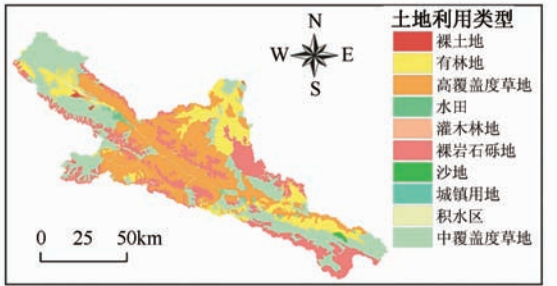 土地利用类型
N
W E
S
裸土地
有林地
高覆盖度草地
水田
灌木林地
裸岩石砾地
沙地
城镇用地
积水区
中覆盖度草地
0 25 50km